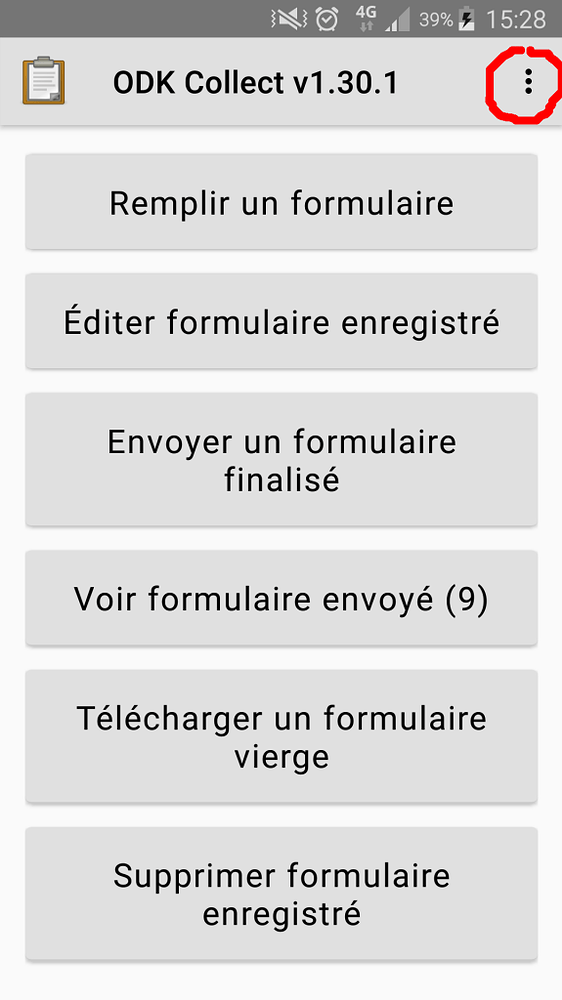 4G 39% 15:28
ODK Collect v1.30.1
Remplir un formulaire
Éditer formulaire enregistré
Envoyer un formulaire
finalisé
Voir formulaire envoyé (9)
Télécharger un formulaire
vierge
Supprimer formulaire
enregistré